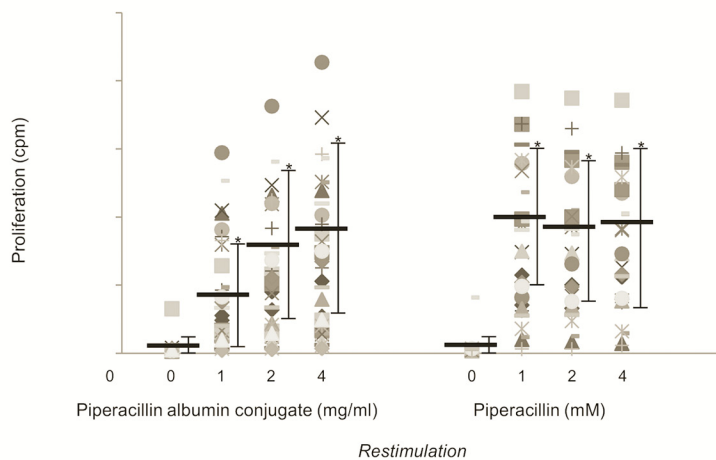 Proliferation (cpm)
* * * * * *
0 0 1 2 4 0 1 2 4
Piperacillin albumin conjugate (mg/ml) Piperacillin (mM)
Restimulation